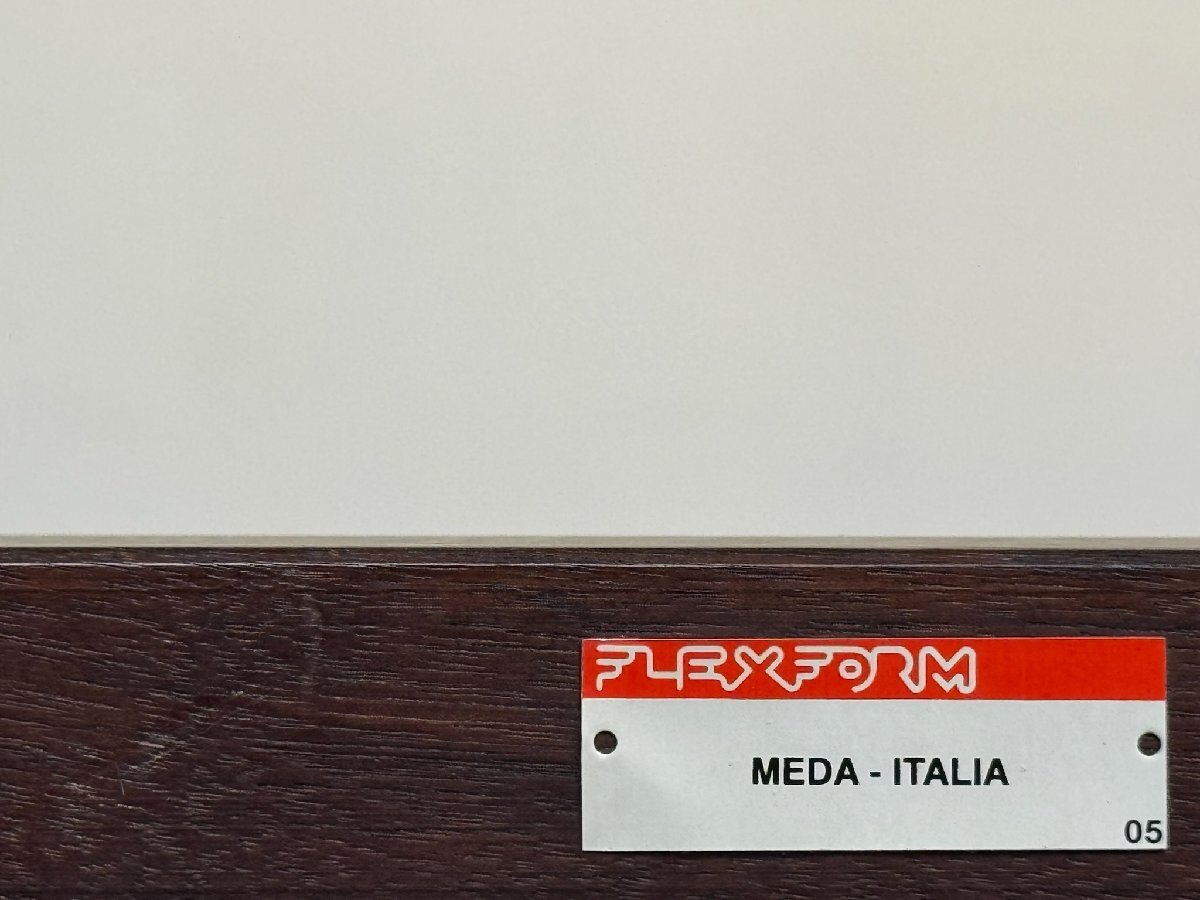 FLEXFORM
MEDA - ITALIA
05